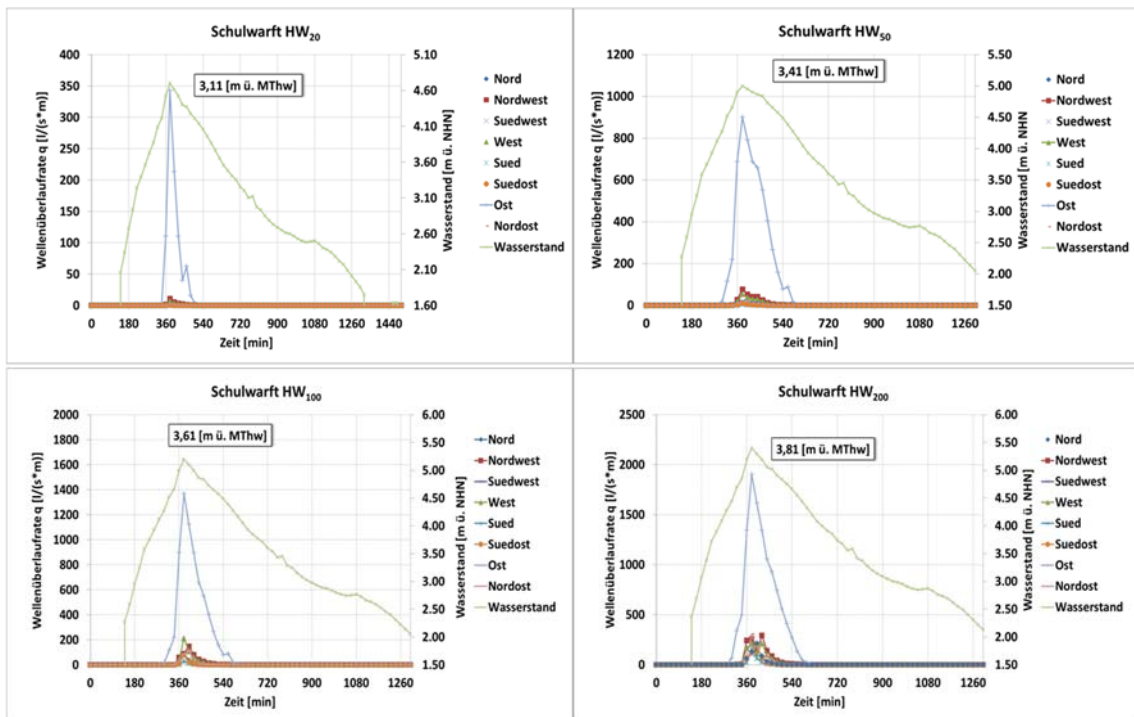 Schulwarft HW20
3,11 [m ü. MThw]
Wellenüberlaufrate q [l/(s*m)]
400
350
300
250
200
150
100
50
0
5.10
4.60
4.10
3.60
3.10
2.60
2.10
1.60
Wasserstand [m ü. NHN]
0 180 360 540 720 900 1080 1260 1440
Zeit [min]
Nord
Nordwest
Suedwest
West
Sued
Suedost
Ost
Nordost
Wasserstand
Schulwarft HW50
3,41 [m ü. MThw]
Wellenüberlaufrate q [l/(s*m)]
1200
1000
800
600
400
200
0
5.50
5.00
4.50
4.00
3.50
3.00
2.50
2.00
1.50
Wasserstand [m ü. NHN
0 180 360 540 720 900 1080 1260
Zeit [min]
Nord
Nordwest
Suedwest
West
Sued
Suedost
Ost
Nordost
Wasserstand
Schulwarft HW100
3,61 [m ü. MThw]
Wellenüberlaufrate q [l/(s*m)]
2000
1800
1600
1400
1200
1000
800
600
400
200
0
6.00
5.50
5.00
4.50
4.00
3.50
3.00
2.50
2.00
1.50
Wasserstand [m ü. NHN]
0 180 360 540 720 900 1080 1260
Zeit [min]
Nord
Nordwest
Suedwest
West
Sued
Suedost
Ost
Nordost
Wasserstand
Schulwarft HW200
3,81 [m ü. MThw]
Wellenüberlaufrate q [l/(s*m)]
2500
2000
1500
1000
500
0
6.00
5.50
5.00
4.50
4.00
3.50
3.00
2.50
2.00
1.50
Wasserstand [m ü. NHN]
0 180 360 540 720 900 1080 1260
Zeit [min]
Nord
Nordwest
Suedwest
West
Sued
Suedost
Ost
Nordost
Wasserstand